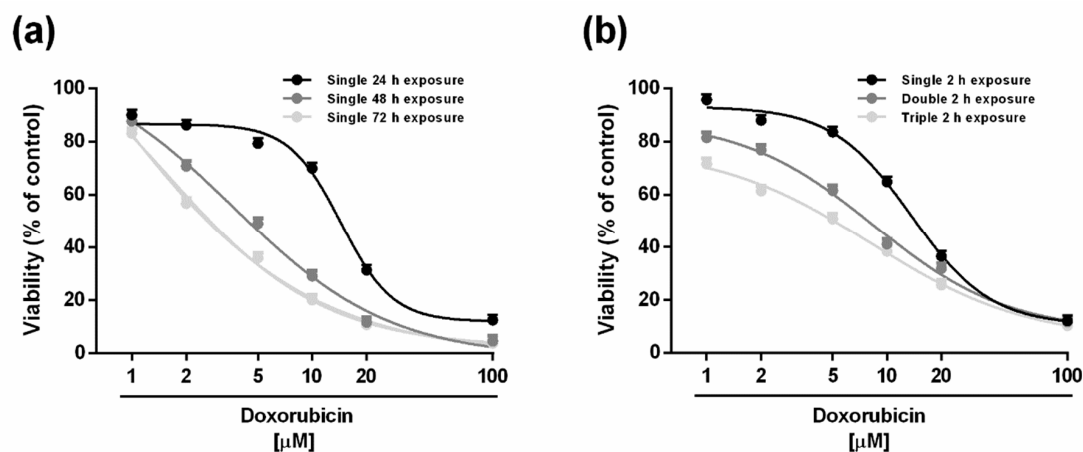 (a)
Single 24 h exposure
Single 48 h exposure
Single 72 h exposure
Viability (% of control)
100
80
60
40
20
0
1 2 5 10 20 100
Doxorubicin
[μM]
(b)
Single 2 h exposure
Double 2 h exposure
Triple 2 h exposure
Viability (% of control)
100
80
60
40
20
0
1 2 5 10 20 100
Doxorubicin
[μM]